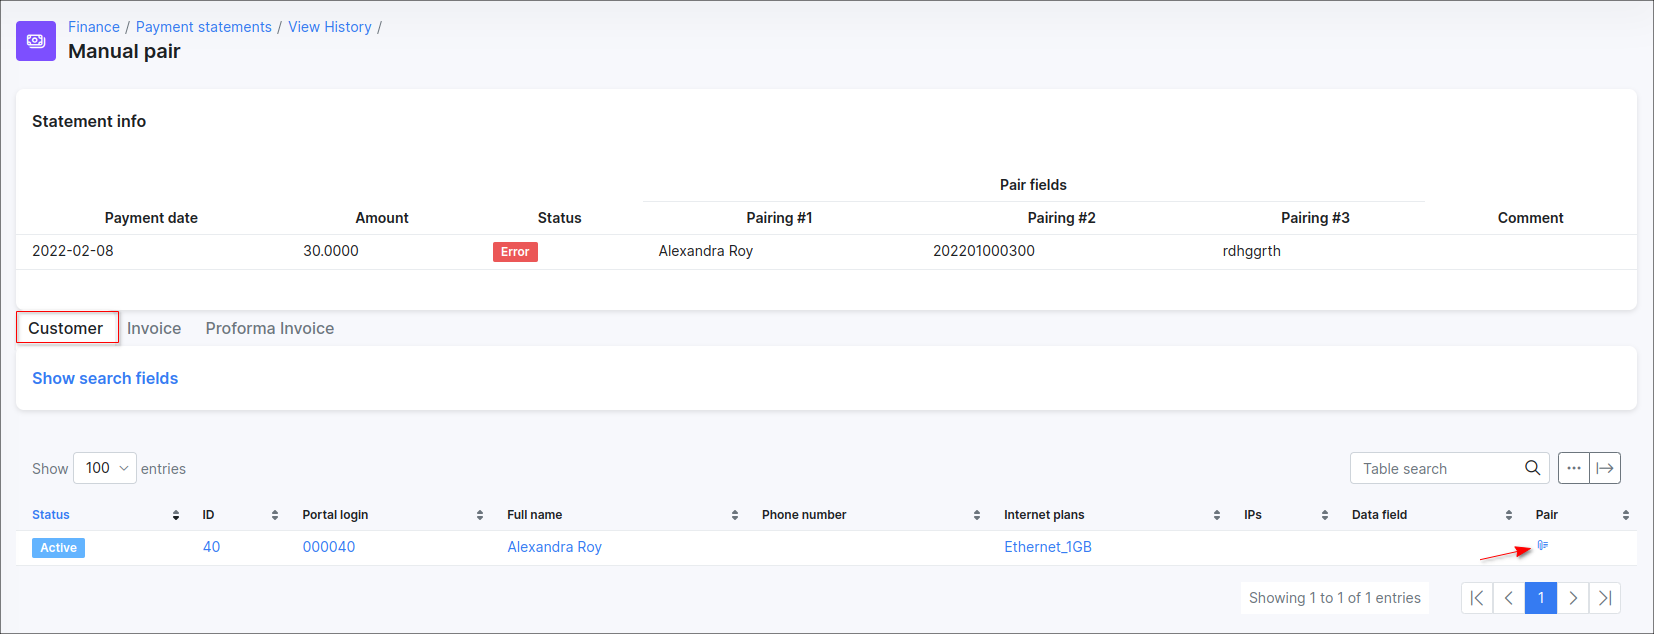 Finance / Payment statements / View History /
Manual pair
Statement info
Pair fields
Payment date Amount Status Pairing #1 Pairing #2 Pairing #3 Comment
2022-02-08 30.0000 Error Alexandra Roy 202201000300 rdhggrth
Customer Invoice Proforma Invoice
Show search fields
Show 100 entries Table search
Status ID Portal login Full name Phone number Internet plans IPs Data field Pair
Active 40 000040 Alexandra Roy Ethernet_1GB
Showing 1 to 1 of 1 entries 1